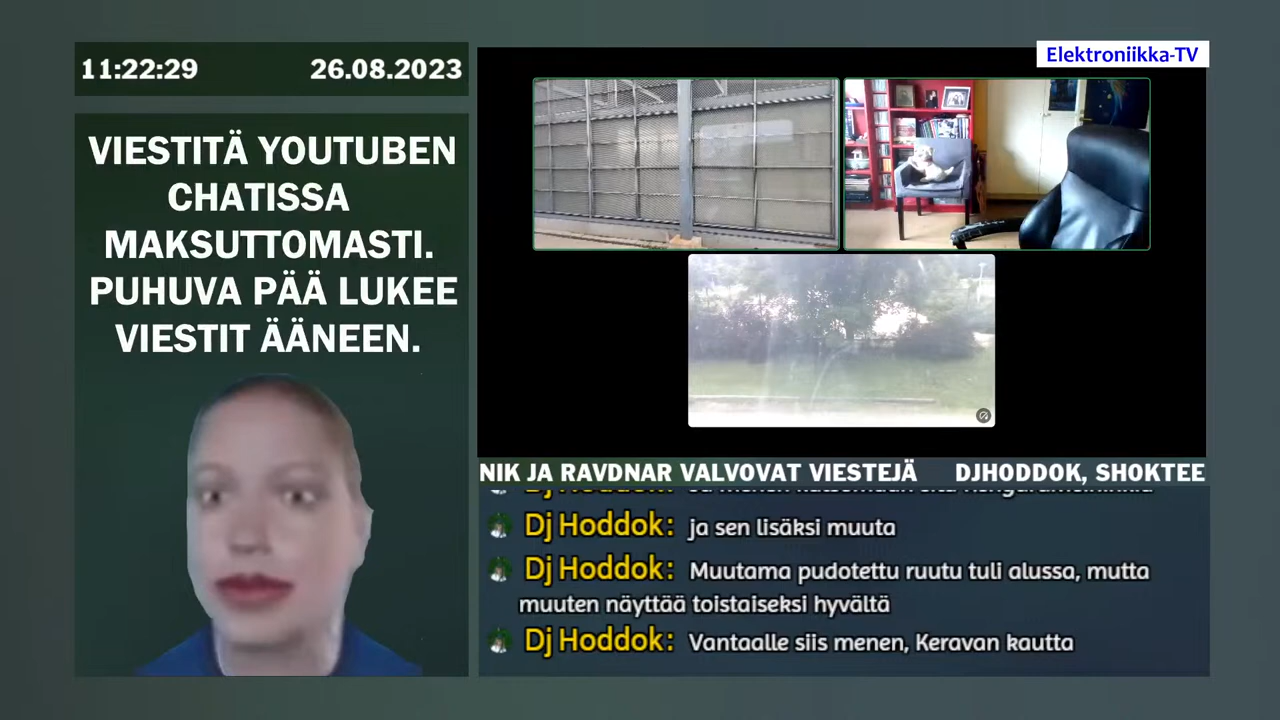 11:22:29 26.08.2023
Elektroniikka-TV
VIESTITÄ YOUTUBEN
CHATISSA
MAKSUTTOMASTI.
PUHUVA PÄÄ LUKEE
VIESTIT ÄÄNEEN.
NIK JA RAVDNAR VALVOVAT VIESTEJÄ DJHODDOK, SHOKTEE
Dj Hoddok:
Dj Hoddok: ja sen lisäksi muuta
Dj Hoddok: Muutama pudotettu ruutu tuli alussa, mutta
muuten näyttää toistaiseksi hyvältä
Dj Hoddok: Vantaalle siis menen, Keravan kautta